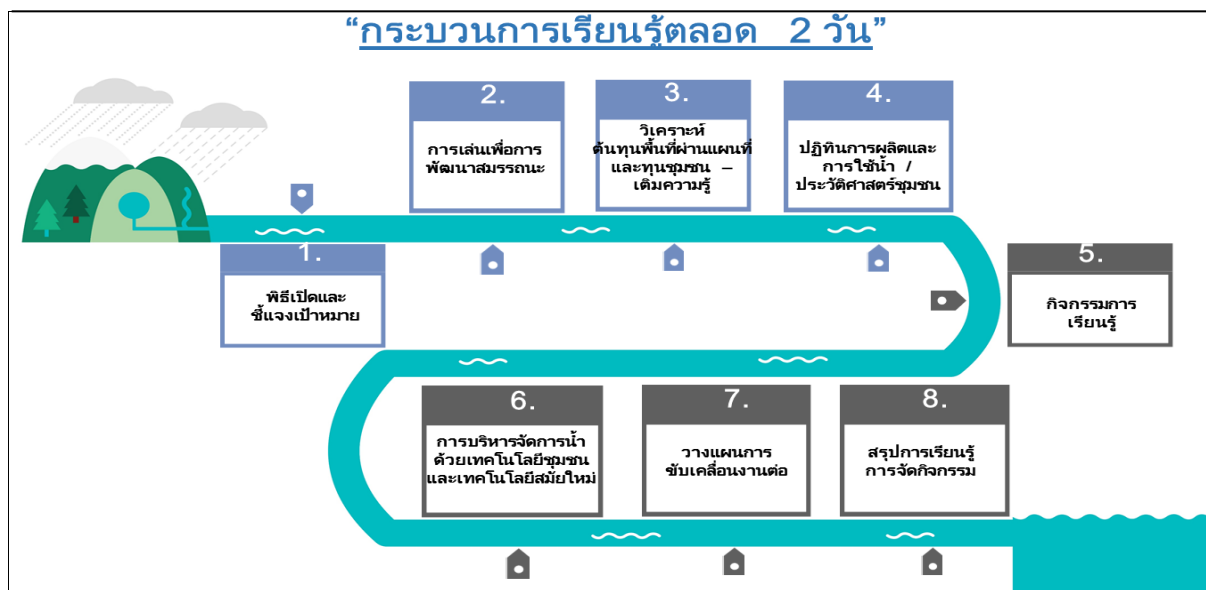 “กระบวนการเรียนรู้ตลอด 2 วัน”
1.
พิธีเปิดและ
ชี้แจงเป้าหมาย
2.
การเล่นเพื่อการ
พัฒนาสมรรถนะ
3.
วิเคราะห์
ต้นทุนพื้นที่ผ่านแผนที่
และทุนชุมชน –
เติมความรู้
4.
ปฏิทินการผลิตและ
การใช้น้ำ /
ประวัติศาสตร์ชุมชน
5.
กิจกรรมการ
เรียนรู้
6.
การบริหารจัดการน้ำ
ด้วยเทคโนโลยีชุมชน
และเทคโนโลยีสมัยใหม่
7.
วางแผนการ
ขับเคลื่อนงานต่อ
8.
สรุปการเรียนรู้
การจัดกิจกรรม